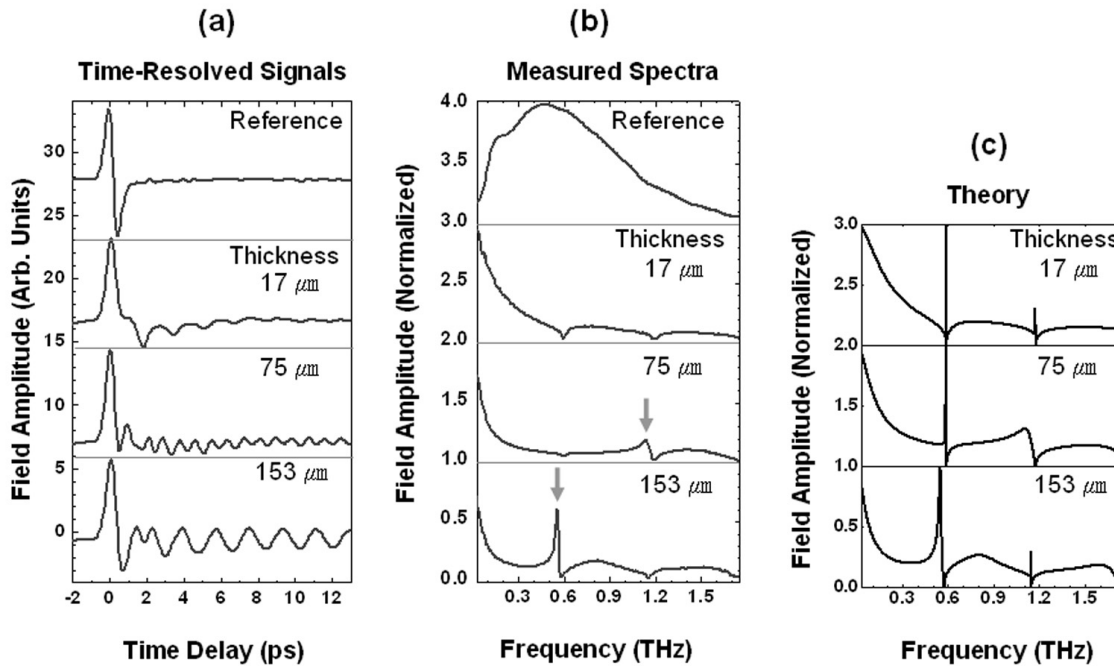 (a)
Time-Resolved Signals
Field Amplitude (Arb. Units)
30
25
20
15
10
5
0
Reference
Thickness
17 μm
75 μm
153 μm
-2 0 2 4 6 8 10 12
Time Delay (ps)
(b)
Measured Spectra
Field Amplitude (Normalized)
4.0
3.5
3.0
2.5
2.0
1.5
1.0
0.5
0.0
Reference
Thickness
17 μm
75 μm
153 μm
0.3 0.6 0.9 1.2 1.5
Frequency (THz)
(c)
Theory
Field Amplitude (Normalized)
3.0
2.5
2.0
1.5
1.0
0.5
0.0
Thickness
17 μm
75 μm
153 μm
0.3 0.6 0.9 1.2 1.5
Frequency (THz)